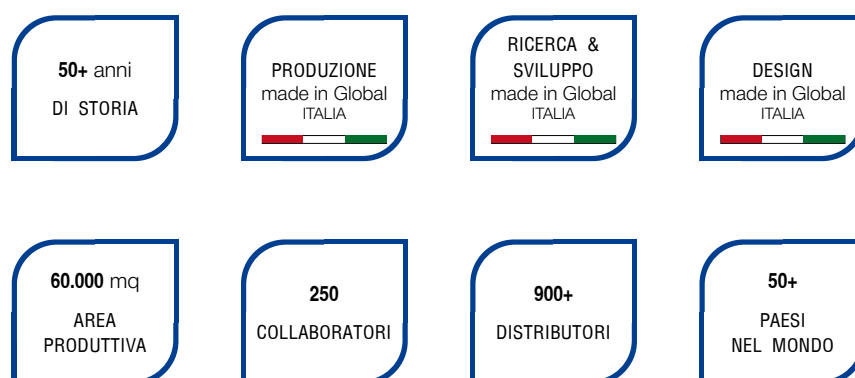 50+ anni
DI STORIA
PRODUZIONE
made in Global
ITALIA
RICERCA &
SVILUPPO
made in Global
ITALIA
DESIGN
made in Global
ITALIA
60.000 mq
AREA
PRODUTTIVA
250
COLLABORATORI
900+
DISTRIBUTORI
50+
PAESI
NEL MONDO